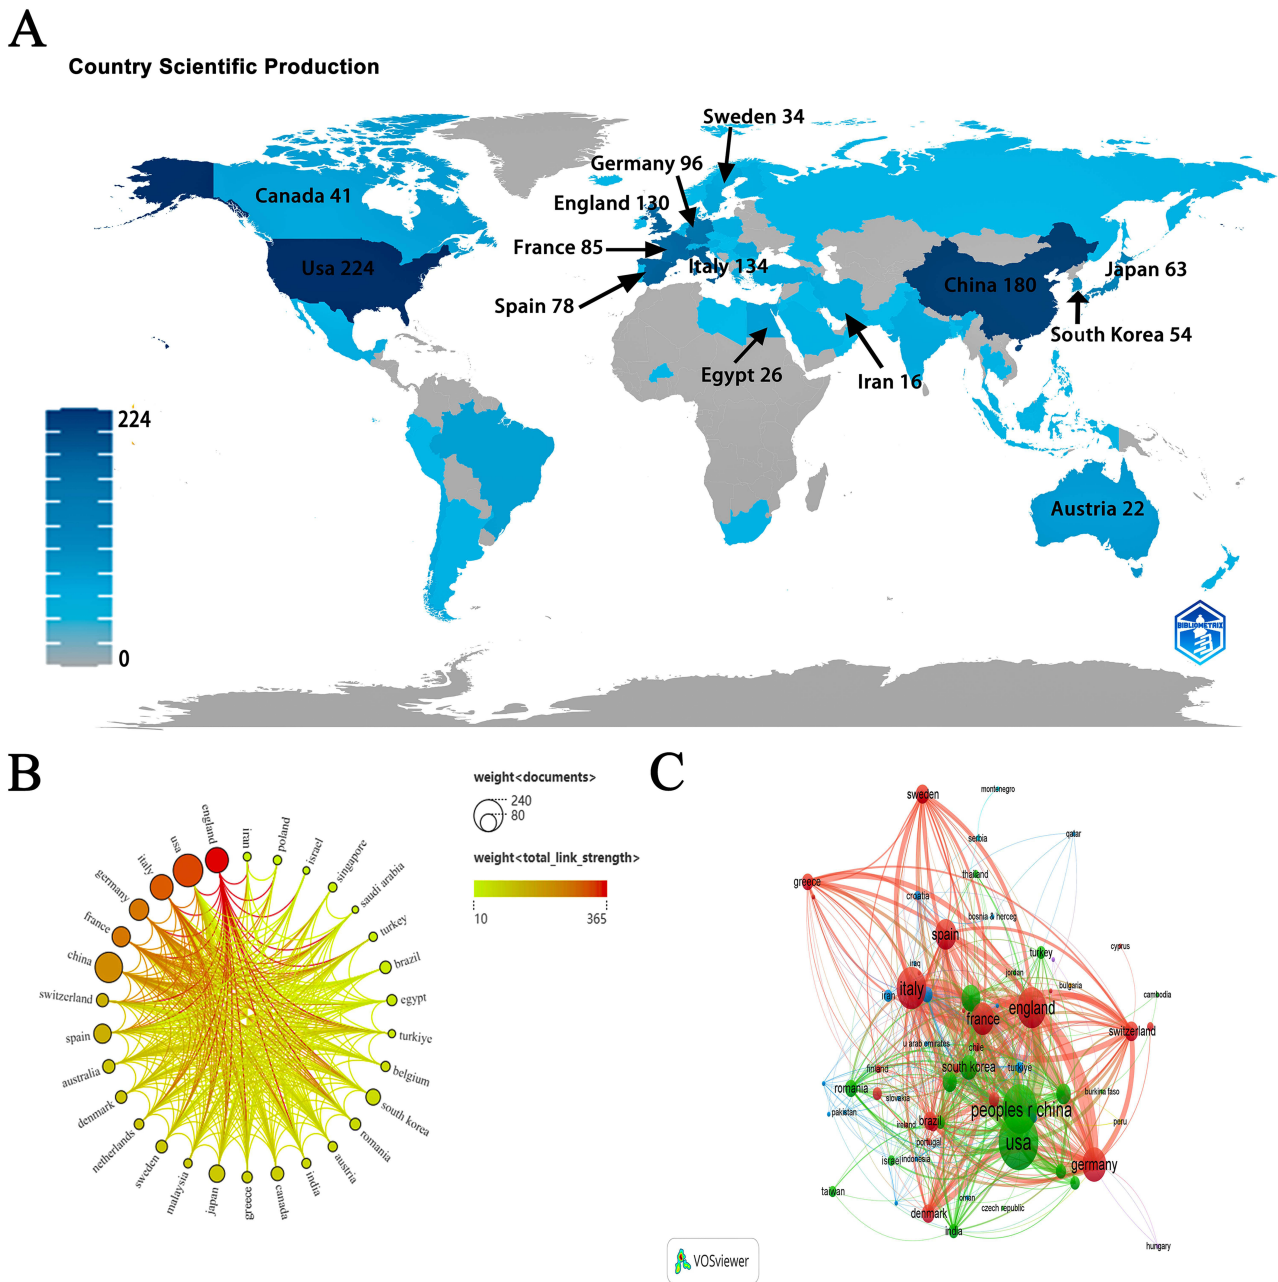 A
Country Scientific Production
Sweden 34
Germany 96
Canada 41
England 130
France 85
Usa 224
Italy 134
Japan 63
China 180
Spain 78
South Korea 54
Egypt 26
Iran 16
224
0
Austria 22
BIBLIOMETRIX
B
weight<documents>
240
80
weight<total_link_strength>
10
365
england
iran
poland
israel
singapore
saudi arabia
turkey
brazil
egypt
turkiye
belgium
south korea
romania
austria
india
canada
greece
japan
malaysia
sweden
netherlands
denmark
australia
spain
switzerland
china
france
germany
italy
usa
C
montenegro
sweden
qatar
serbia
thailand
greece
croatia
bosnia & herceg
spain
cyprus
turkey
iraq
jordan
bulgaria
cambodia
italy
iran
england
france
switzerland
u arab emirates
chile
south korea
turkiye
finland
romania
burkina faso
slovakia
pakistan
peoples r china
brazil
ireland
peru
portugal
usa
israel
indonesia
germany
taiwan
oman
czech republic
denmark
india
hungary
VOSviewer